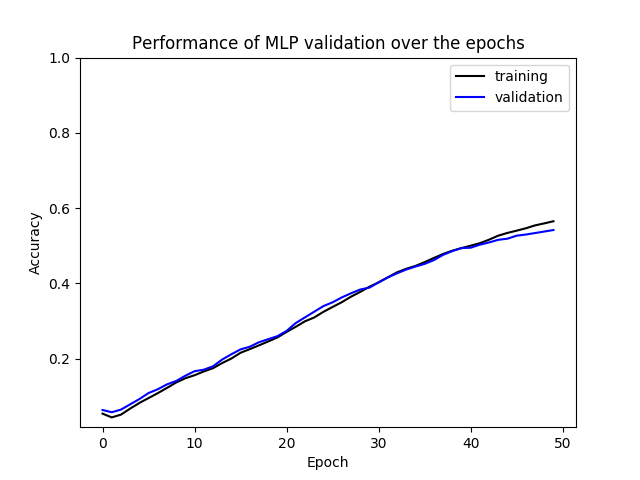 Performance of MLP validation over the epochs
1.0
training
validation
0.8
0.6
Accuracy
0.4
0.2
0 10 20 30 40 50
Epoch